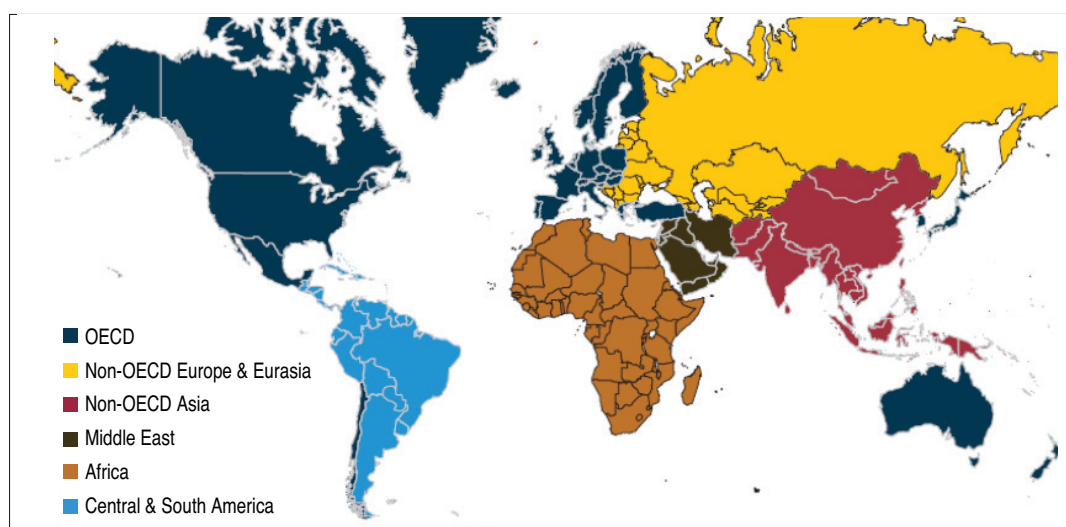 OECD
Non-OECD Europe & Eurasia
Non-OECD Asia
Middle East
Africa
Central & South America